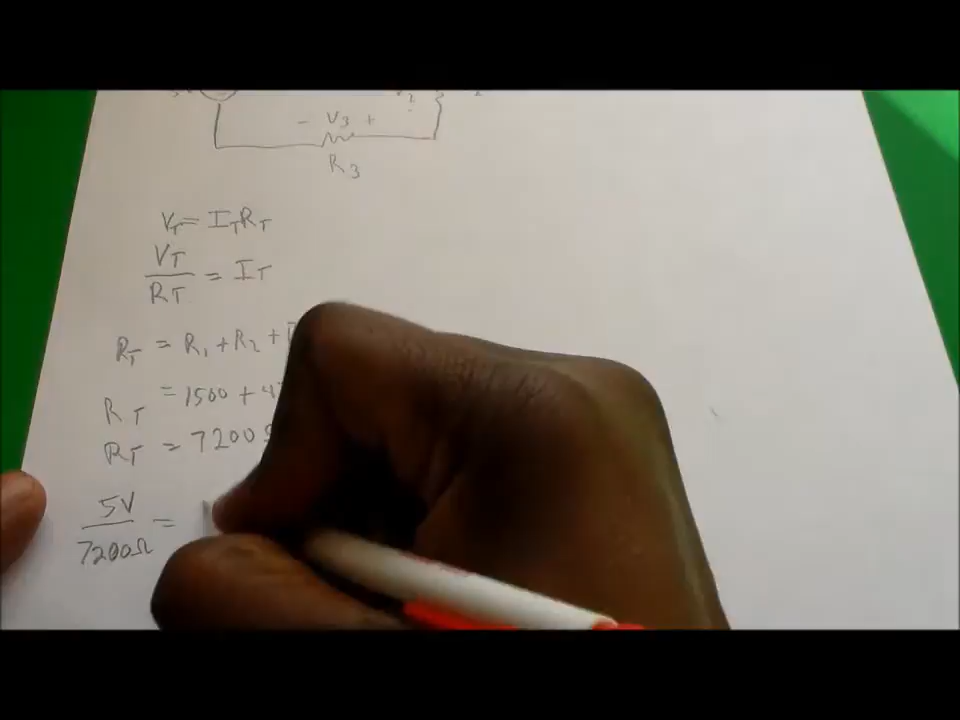 - V3 +
R3
VT = ITRT
VT
RT = IT
RT = R1 + R2 +
RT = 1500 +
RT = 7200
5V
7200Ω =